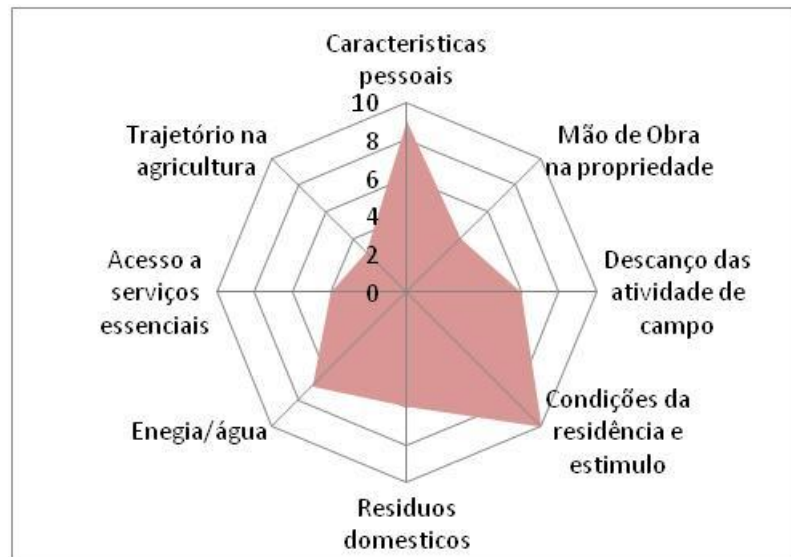 Caracteristicas
pessoais
Mão de Obra
na propriedade
Descanço das
atividade de
campo
Condições da
residência e
estimulo
Residuos
domesticos
Enegia/água
Acesso a
serviços
essenciais
Trajetório na
agricultura
10
8
6
4
2
0